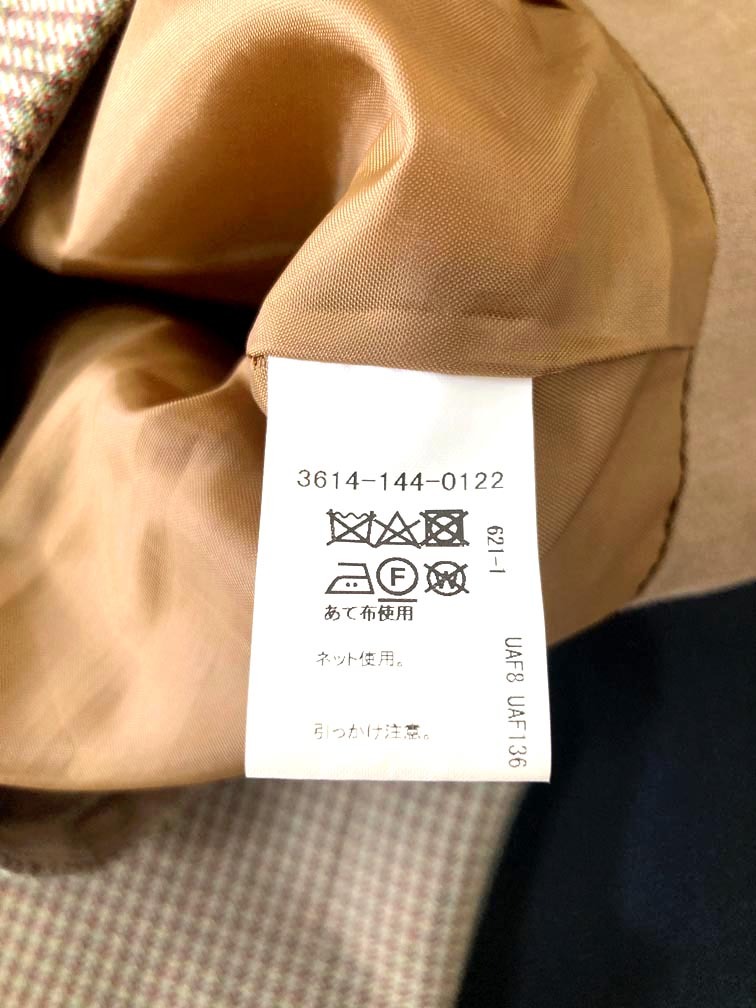 3614-144-0122
621-1
F W
あて布使用
ネット使用。
引っかけ注意。
UAF8 UAF136